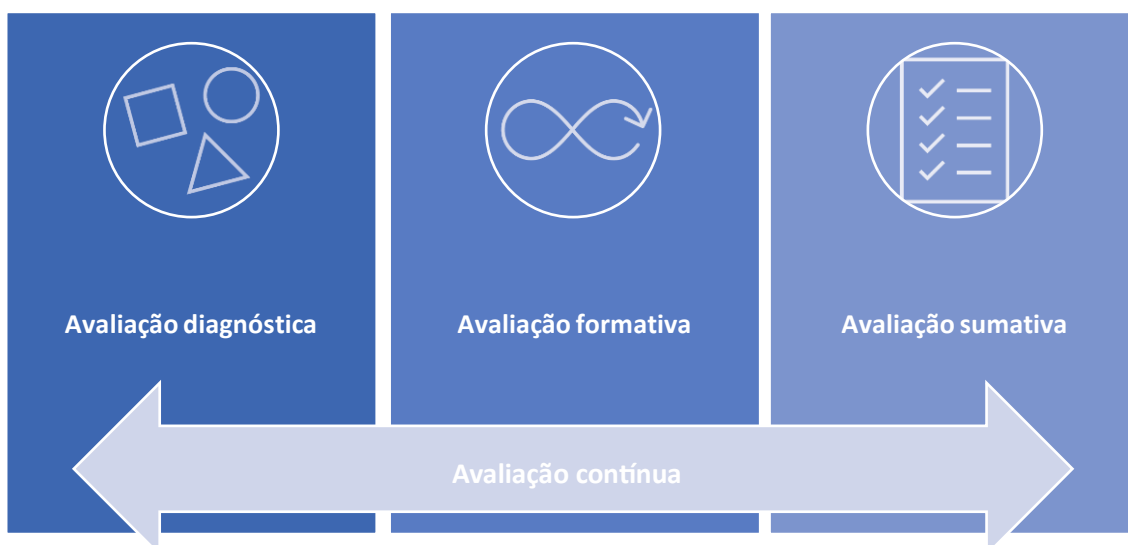 Avaliação diagnóstica
Avaliação formativa
Avaliação sumativa
Avaliação contínua